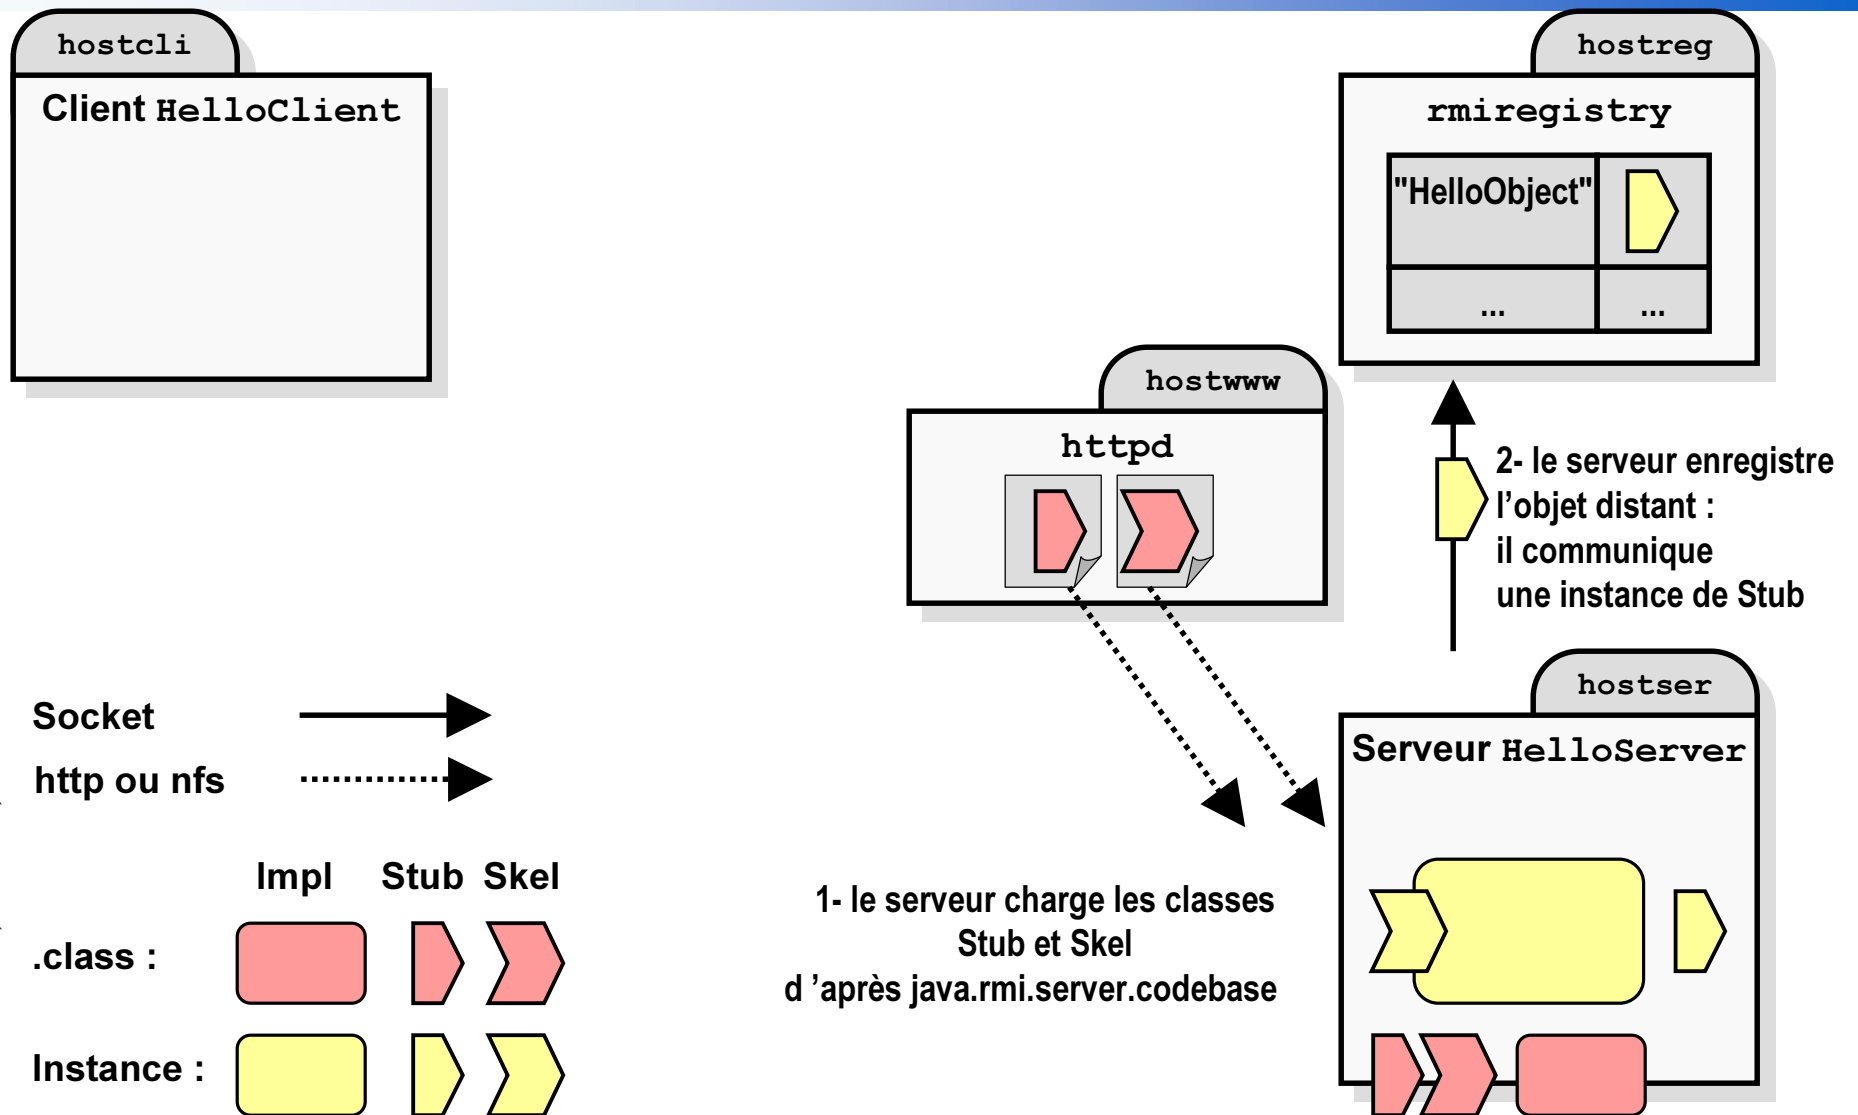 hostcli
Client HelloClient
hostreg
rmiregistry
"HelloObject"
... ...
hostwww
httpd
2- le serveur enregistre
l’objet distant :
il communique
une instance de Stub
hostser
Serveur HelloServer
1- le serveur charge les classes
Stub et Skel
d ’après java.rmi.server.codebase
Socket
http ou nfs
Impl Stub Skel
.class :
Instance :